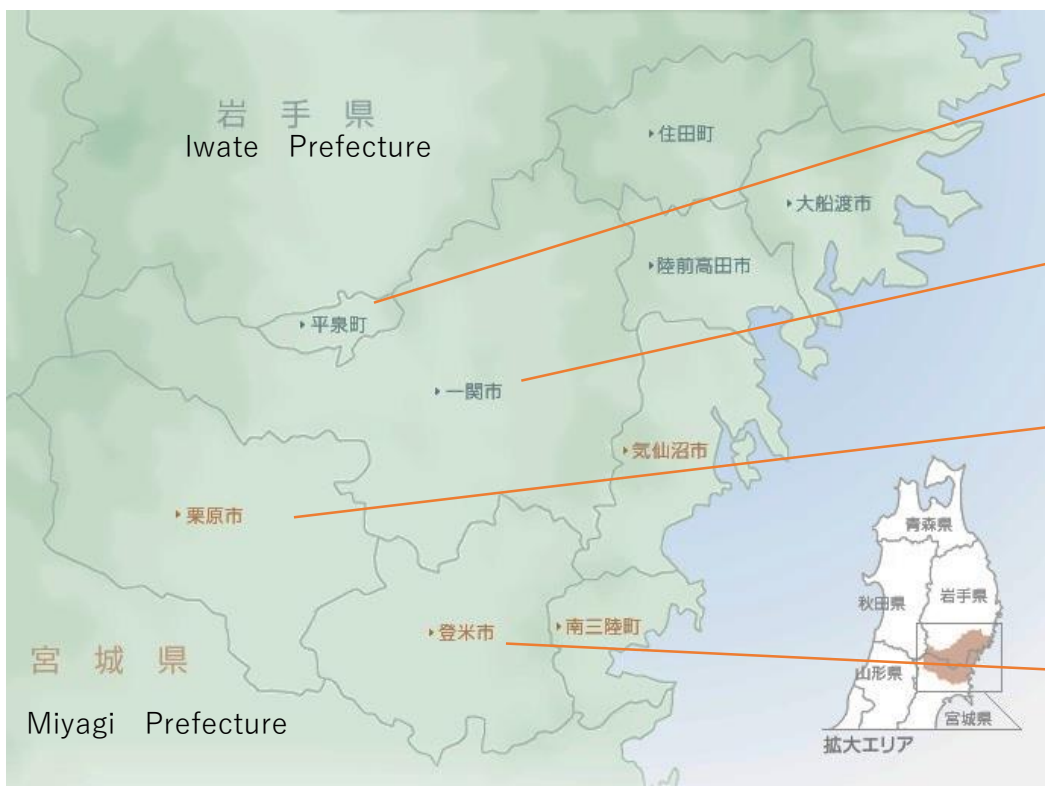 岩手県
Iwate Prefecture
住田町
大船渡市
陸前高田市
平泉町
一関市
気仙沼市
栗原市
登米市
南三陸町
宮城県
Miyagi Prefecture
青森県
秋田県
岩手県
山形県
宮城県
拡大エリア